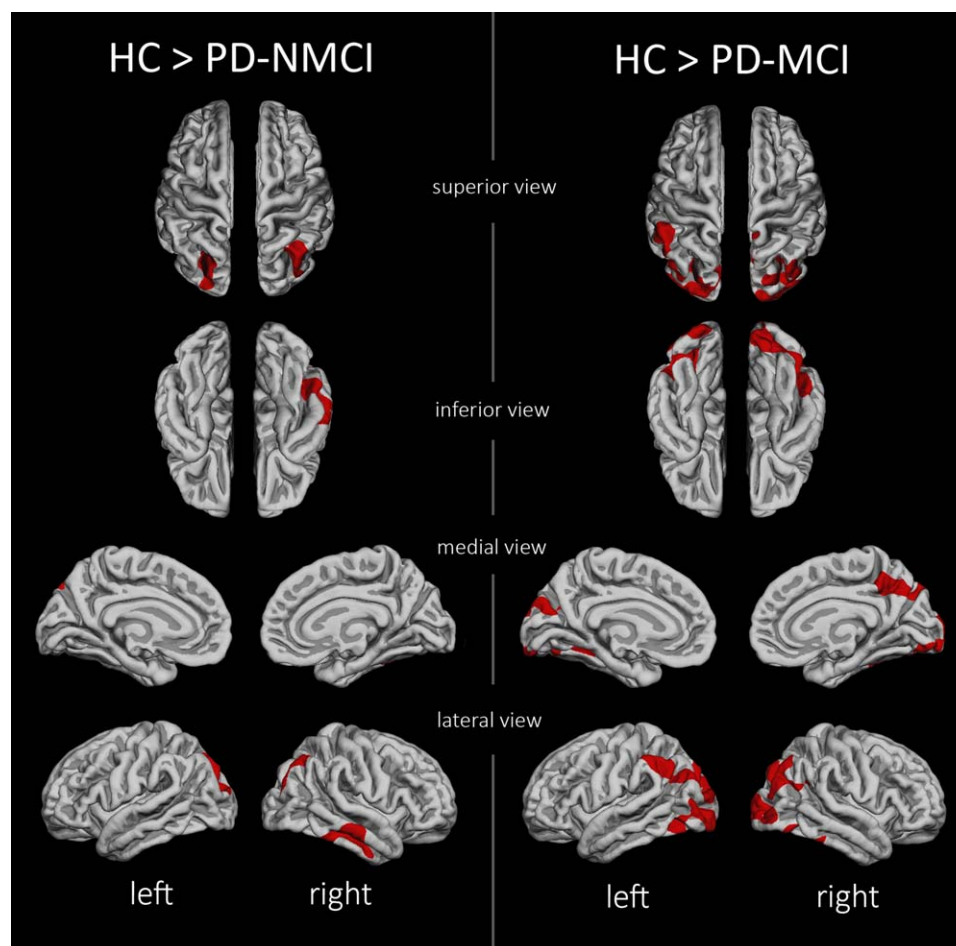 HC > PD-NMCI
HC > PD-MCI
superior view
inferior view
medial view
lateral view
left
right
left
right